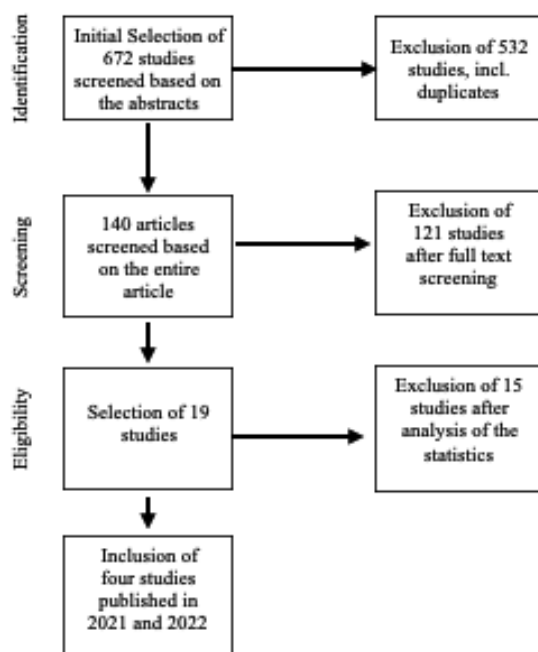 Identification
Initial Selection of
672 studies
screened based on
the abstracts
Exclusion of 532
studies, incl.
duplicates
Screening
140 articles
screened based
on the entire
article
Exclusion of
121 studies
after full text
screening
Eligibility
Selection of 19
studies
Exclusion of 15
studies after
analysis of the
statistics
Inclusion of
four studies
published in
2021 and 2022